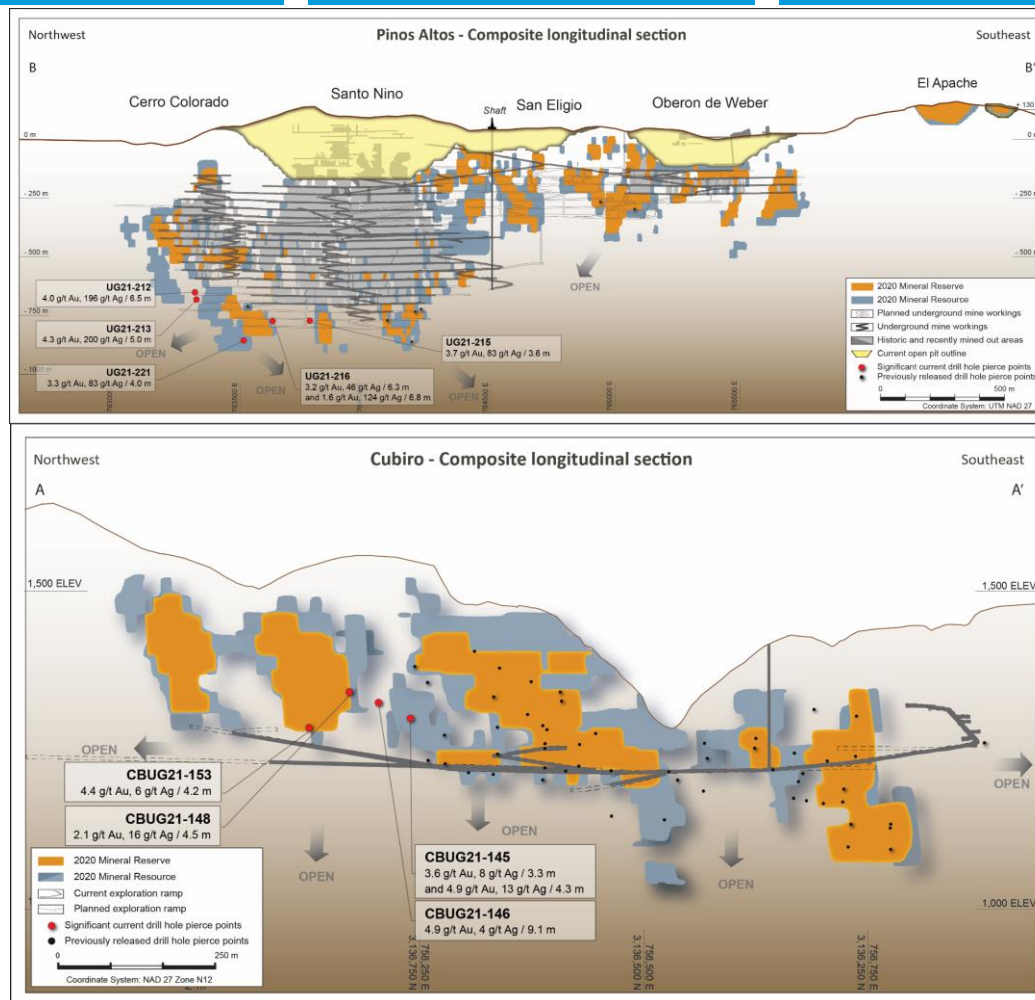 Northwest
Pinos Altos - Composite longitudinal section
Southeast
B
B'
Cerro Colorado
Santo Nino
Shaft
San Eligio
Oberon de Weber
El Apache
+ 130
0 m
0 m
- 250 m
- 250 m
- 500 m
- 500 m
- 750 m
- 1000 m
UG21-212
4.0 g/t Au, 196 g/t Ag / 6.5 m
UG21-213
4.3 g/t Au, 200 g/t Ag / 5.0 m
OPEN
UG21-221
3.3 g/t Au, 83 g/t Ag / 4.0 m
OPEN
UG21-216
3.2 g/t Au, 46 g/t Ag / 6.3 m
and 1.6 g/t Au, 124 g/t Ag / 6.8 m
UG21-215
3.7 g/t Au, 83 g/t Ag / 3.6 m
OPEN
OPEN
763500 E
764500 E
765000 E
765500 E
2020 Mineral Reserve
2020 Mineral Resource
Planned underground mine workings
Underground mine workings
Historic and recently mined out areas
Current open pit outline
Significant current drill hole pierce points
Previously released drill hole pierce points
0
500 m
Coordinate System: UTM NAD 27
Northwest
Cubiro - Composite longitudinal section
Southeast
A
A'
1,500 ELEV
1,500 ELEV
OPEN
OPEN
CBUG21-153
4.4 g/t Au, 6 g/t Ag / 4.2 m
CBUG21-148
2.1 g/t Au, 16 g/t Ag / 4.5 m
OPEN
OPEN
OPEN
CBUG21-145
3.6 g/t Au, 8 g/t Ag / 3.3 m
and 4.9 g/t Au, 13 g/t Ag / 4.3 m
CBUG21-146
4.9 g/t Au, 4 g/t Ag / 9.1 m
1,000 ELEV
2020 Mineral Reserve
2020 Mineral Resource
Current exploration ramp
Planned exploration ramp
Significant current drill hole pierce points
Previously released drill hole pierce points
0
250 m
Coordinate System: NAD 27 Zone N12
758,250 E
3,136,750 N
758,500 E
3,136,500 N
758,750 E
3,136,250 N